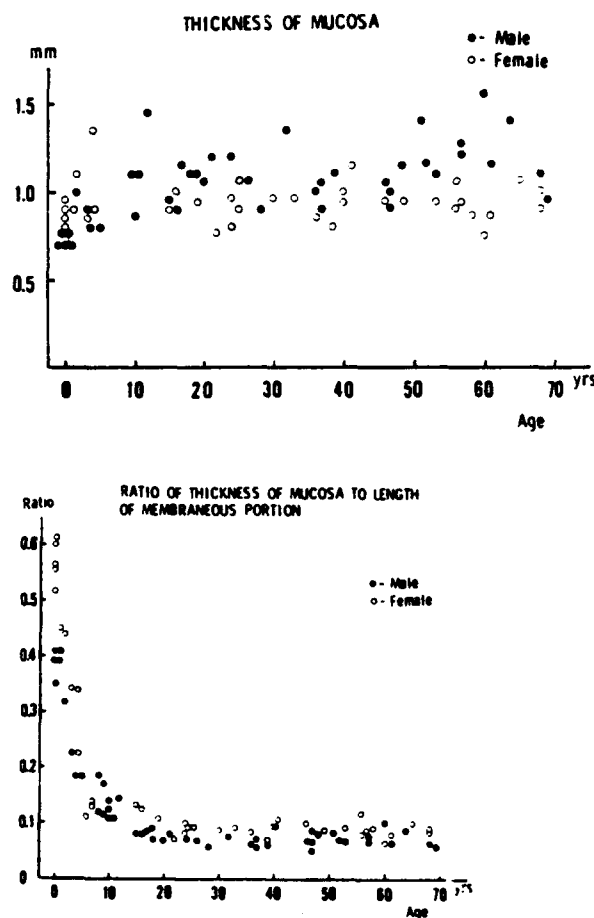 THICKNESS OF MUCOSA
mm
● - Male
○ - Female
1.5
1.0
0.5
0 10 20 30 40 50 60 70 yrs
Age
RATIO OF THICKNESS OF MUCOSA TO LENGTH
OF MEMBRANEOUS PORTION
Ratio
● - Male
○ - Female
0.6
0.5
0.4
0.3
0.2
0.1
0
0 10 20 30 40 50 60 70 yrs
Age